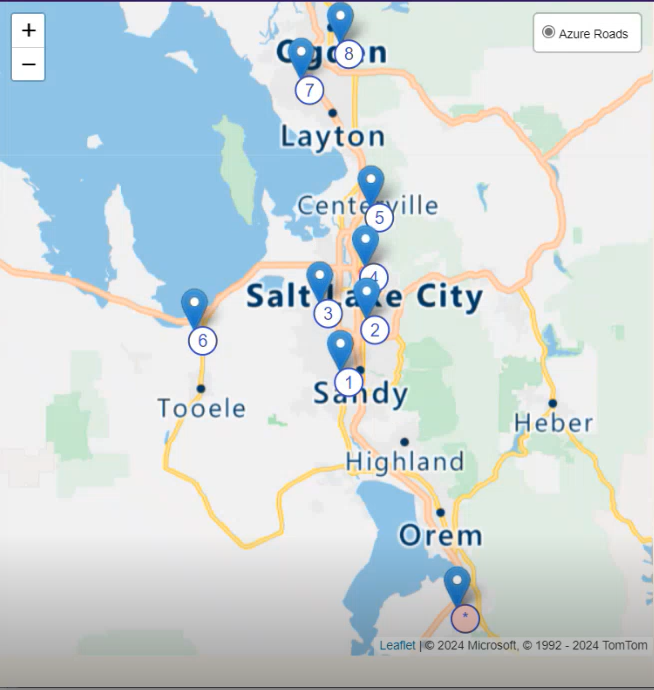 +
Azure Roads
−
Ogden
8
7
Layton
Centerville
5
4
Salt Lake City
3
2
6
1
Sandy
Tooele
Heber
Highland
Orem
*
Leaflet | © 2024 Microsoft, © 1992 - 2024 TomTom